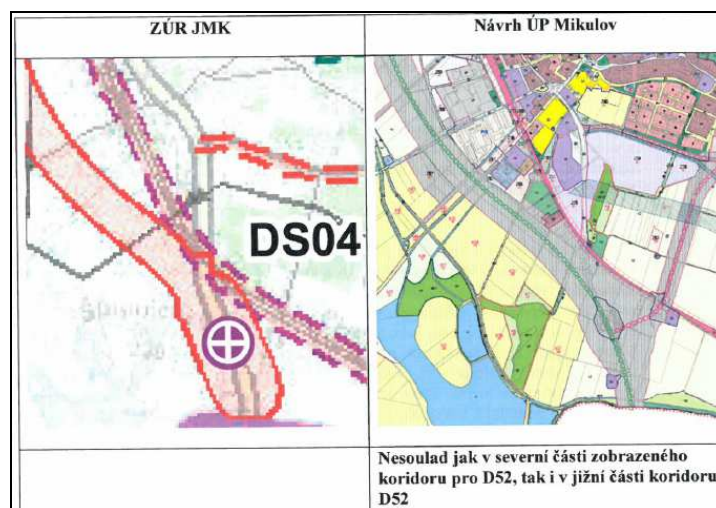 ZÚR JMK
Návrh ÚP Mikulov
DS04
Nesoulad jak v severní části zobrazeného
koridoru pro D52, tak i v jižní části koridoru
D52